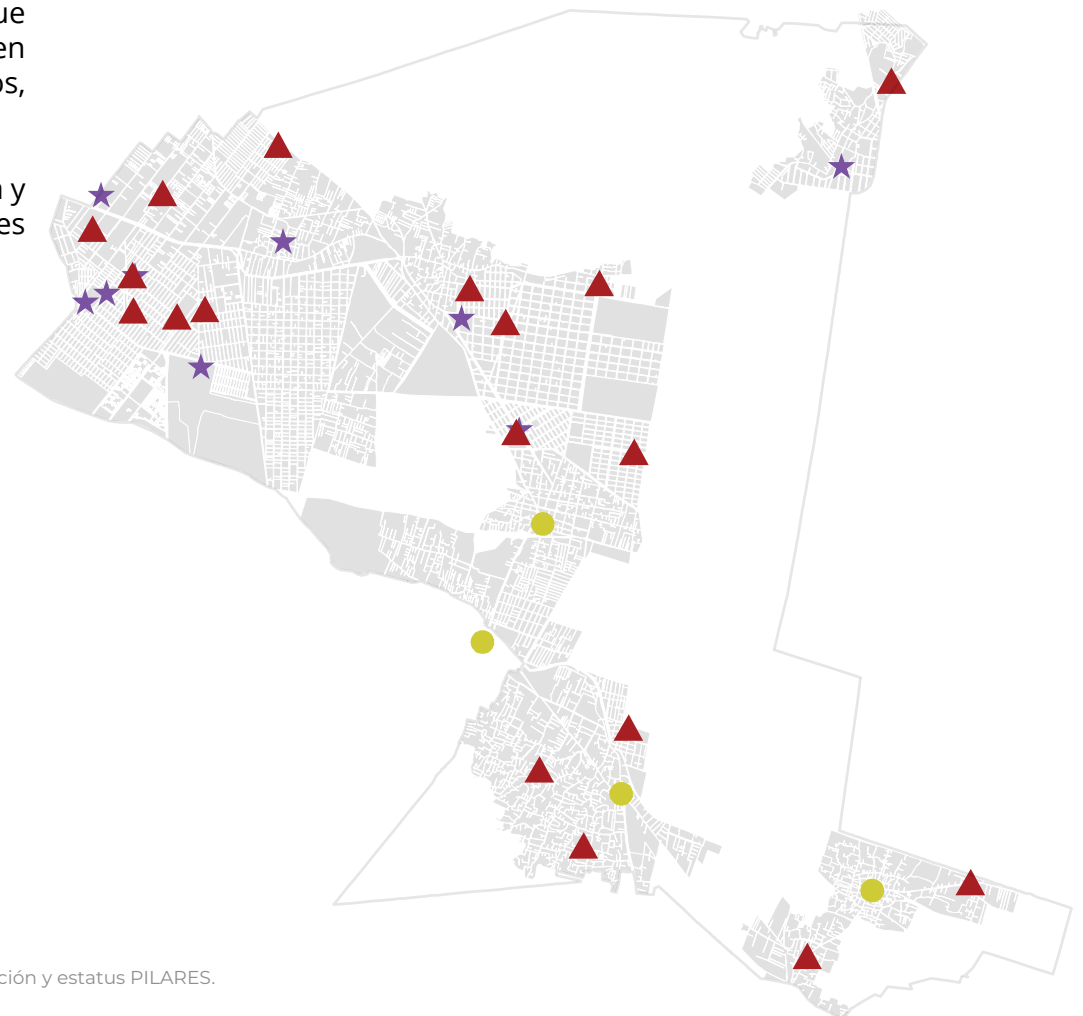 ue
en
os,
y
es
ción y estatus PILARES.